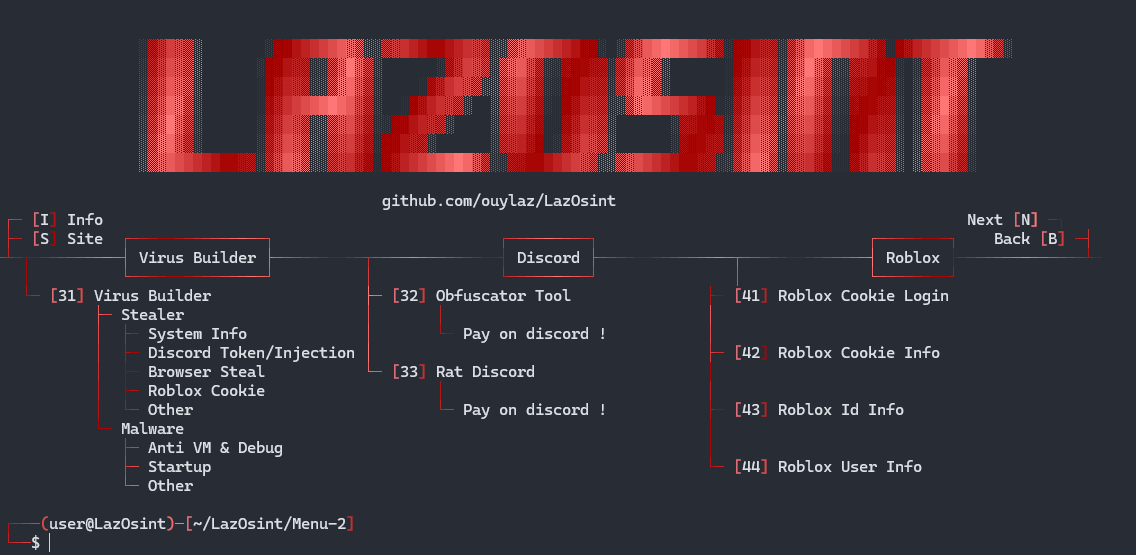 LAZOSINT
github.com/ouylaz/LazOsint
[I] Info
Next [N]
[S] Site
Back [B]
Virus Builder
Discord
Roblox
[31] Virus Builder
Stealer
System Info
Discord Token/Injection
Browser Steal
Roblox Cookie
Other
Malware
Anti VM & Debug
Startup
Other
[32] Obfuscator Tool
Pay on discord !
[33] Rat Discord
Pay on discord !
[41] Roblox Cookie Login
[42] Roblox Cookie Info
[43] Roblox Id Info
[44] Roblox User Info
(user@LazOsint)-[~/LazOsint/Menu-2]
$